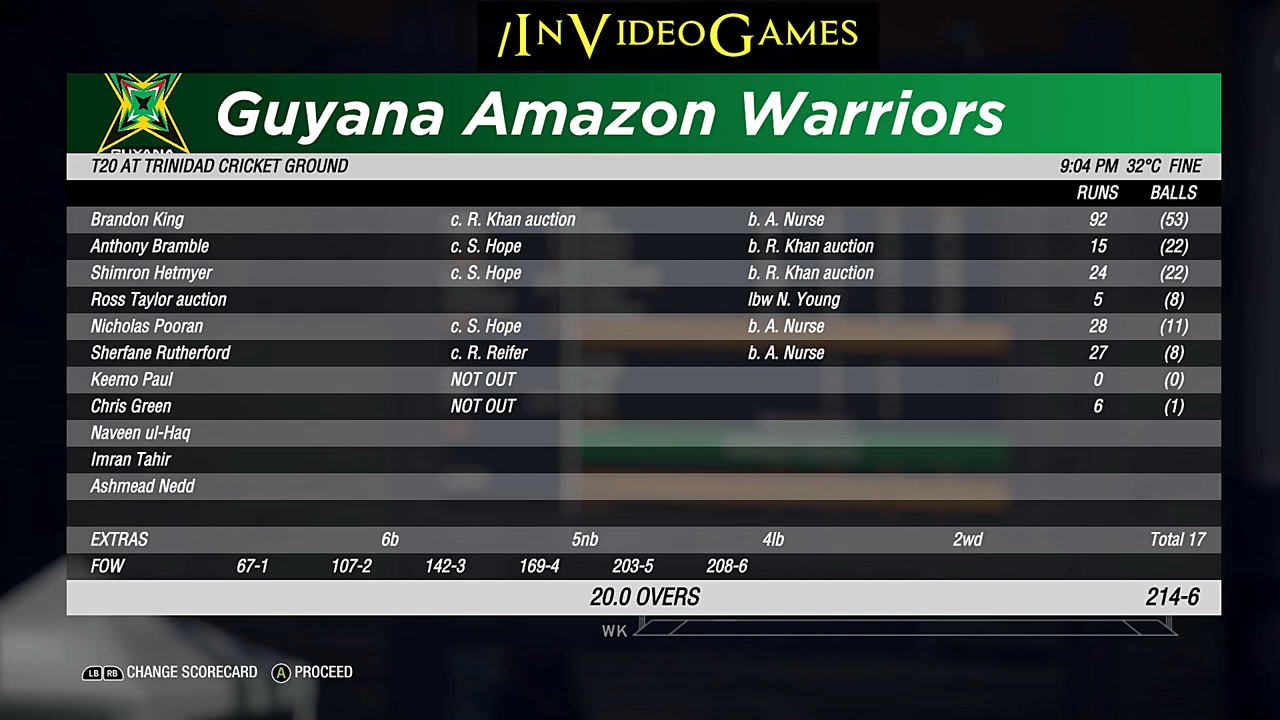 /InVideoGames
Guyana Amazon Warriors
GUYANA
T20 AT TRINIDAD CRICKET GROUND 9:04 PM 32°C FINE
RUNS BALLS
Brandon King c. R. Khan auction b. A. Nurse 92 (53)
Anthony Bramble c. S. Hope b. R. Khan auction 15 (22)
Shimron Hetmyer c. S. Hope b. R. Khan auction 24 (22)
Ross Taylor auction lbw N. Young 5 (8)
Nicholas Pooran c. S. Hope b. A. Nurse 28 (11)
Sherfane Rutherford c. R. Reifer b. A. Nurse 27 (8)
Keemo Paul NOT OUT 0 (0)
Chris Green NOT OUT 6 (1)
Naveen ul-Haq
Imran Tahir
Ashmead Nedd
EXTRAS 6b 5nb 4lb 2wd Total 17
FOW 67-1 107-2 142-3 169-4 203-5 208-6
20.0 OVERS 214-6
WK
LB RB CHANGE SCORECARD A PROCEED